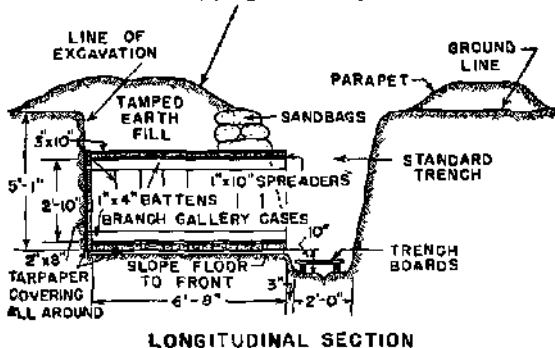 LINE OF
EXCAVATION
GROUND
LINE
PARAPET
TAMPED
EARTH
FILL
SANDBAGS
3"x10"
STANDARD
TRENCH
5'-1"
2'-10"
1"x10" SPREADERS
1"x4" BATTENS
BRANCH GALLERY CASES
10"
2"x8"
TARPAPER
COVERING
ALL AROUND
SLOPE FLOOR
TO FRONT
TRENCH
BOARDS
3"
6'-8"
2'-0"
LONGITUDINAL SECTION